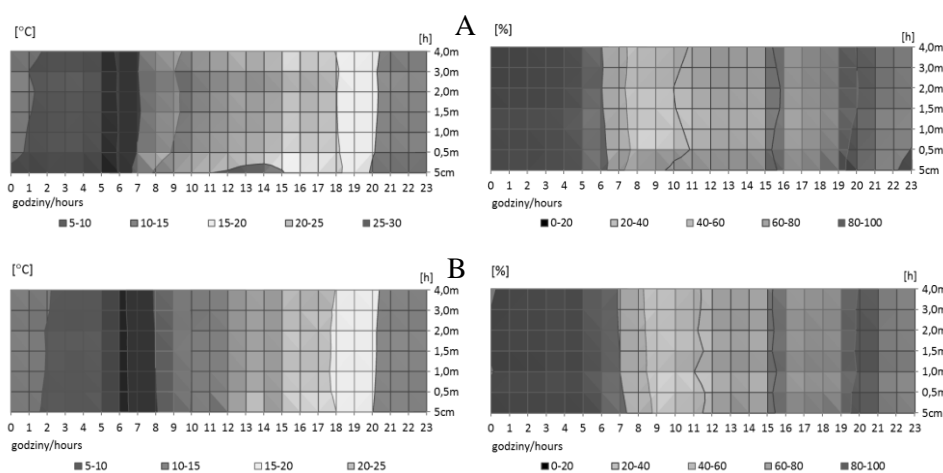 A
[°C] [h]
4,0m
3,0m
2,0m
1,5m
1,0m
0,5m
5cm
0 1 2 3 4 5 6 7 8 9 10 11 12 13 14 15 16 17 18 19 20 21 22 23
godziny/hours
5-10 10-15 15-20 20-25 25-30
[%] [h]
4,0m
3,0m
2,0m
1,5m
1,0m
0,5m
5cm
0 1 2 3 4 5 6 7 8 9 10 11 12 13 14 15 16 17 18 19 20 21 22 23
godziny/hours
0-20 20-40 40-60 60-80 80-100
B
[°C] [h]
4,0m
3,0m
2,0m
1,5m
1,0m
0,5m
5cm
0 1 2 3 4 5 6 7 8 9 10 11 12 13 14 15 16 17 18 19 20 21 22 23
godziny/hours
5-10 10-15 15-20 20-25
[%] [h]
4,0m
3,0m
2,0m
1,5m
1,0m
0,5m
5cm
0 1 2 3 4 5 6 7 8 9 10 11 12 13 14 15 16 17 18 19 20 21 22 23
godziny/hours
0-20 20-40 40-60 60-80 80-100